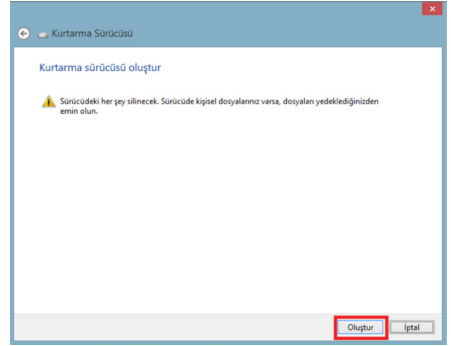 Kurtarma Sürücüsü
Kurtarma sürücüsü oluştur
Sürücüdeki her şey silinecek. Sürücüde kişisel dosyalarınız varsa, dosyaları yedeklediğinizden
emin olun.
Oluştur İptal